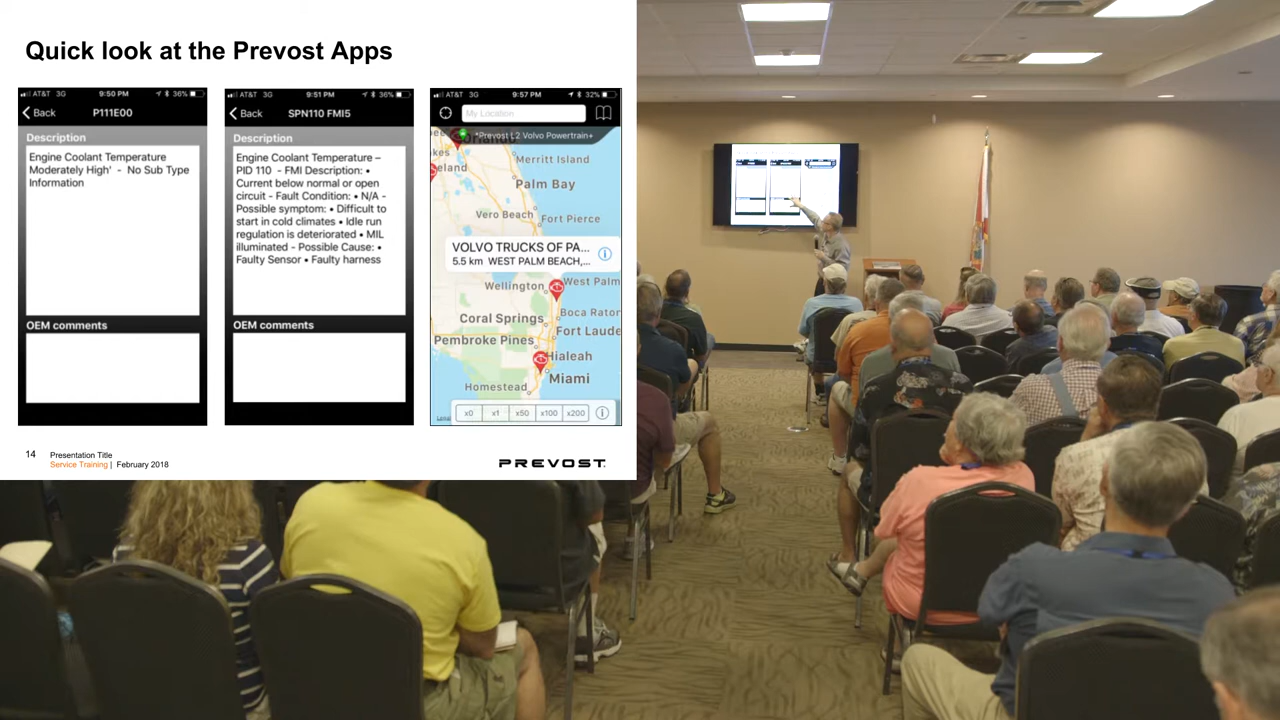 Quick look at the Prevost Apps
AT&T 3G 9:50 PM 36%
Back P111E00
Description
Engine Coolant Temperature
Moderately High' - No Sub Type
Information
OEM comments
AT&T 3G 9:51 PM 36%
Back SPN110 FMI5
Description
Engine Coolant Temperature –
PID 110 - FMI Description: •
Current below normal or open
circuit - Fault Condition: • N/A -
Possible symptom: • Difficult to
start in cold climates • Idle run
regulation is deteriorated • MIL
illuminated - Possible Cause: •
Faulty Sensor • Faulty harness
OEM comments
AT&T 3G 9:57 PM 32%
My Location
*Prevost L2 Volvo Powertrain+
Orlando
Merritt Island
eland
Palm Bay
Vero Beach
Fort Pierce
VOLVO TRUCKS OF PA...
5.5 km WEST PALM BEACH,...
Wellington
West Palm
Boca Raton
Coral Springs
Fort Laude
Pembroke Pines
Hialeah
Miami
Homestead
x0 x1 x50 x100 x200
14 Presentation Title
Service Training | February 2018
PREVOST